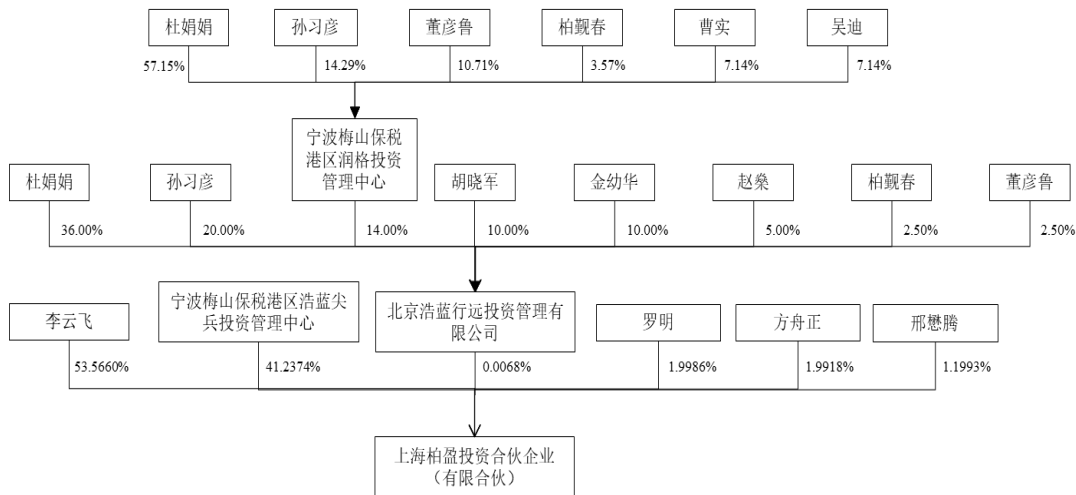 杜娟娟
孙习彦
董彦鲁
柏觐春
曹实
吴迪
57.15%
14.29%
10.71%
3.57%
7.14%
7.14%
宁波梅山保税
港区润格投资
管理中心
杜娟娟
孙习彦
胡晓军
金幼华
赵燊
柏觐春
董彦鲁
36.00%
20.00%
14.00%
10.00%
10.00%
5.00%
2.50%
2.50%
李云飞
宁波梅山保税港区浩蓝尖
兵投资管理中心
北京浩蓝行远投资管理有
限公司
罗明
方舟正
邢懋腾
53.5660%
41.2374%
0.0068%
1.9986%
1.9918%
1.1993%
上海柏盈投资合伙企业
（有限合伙）